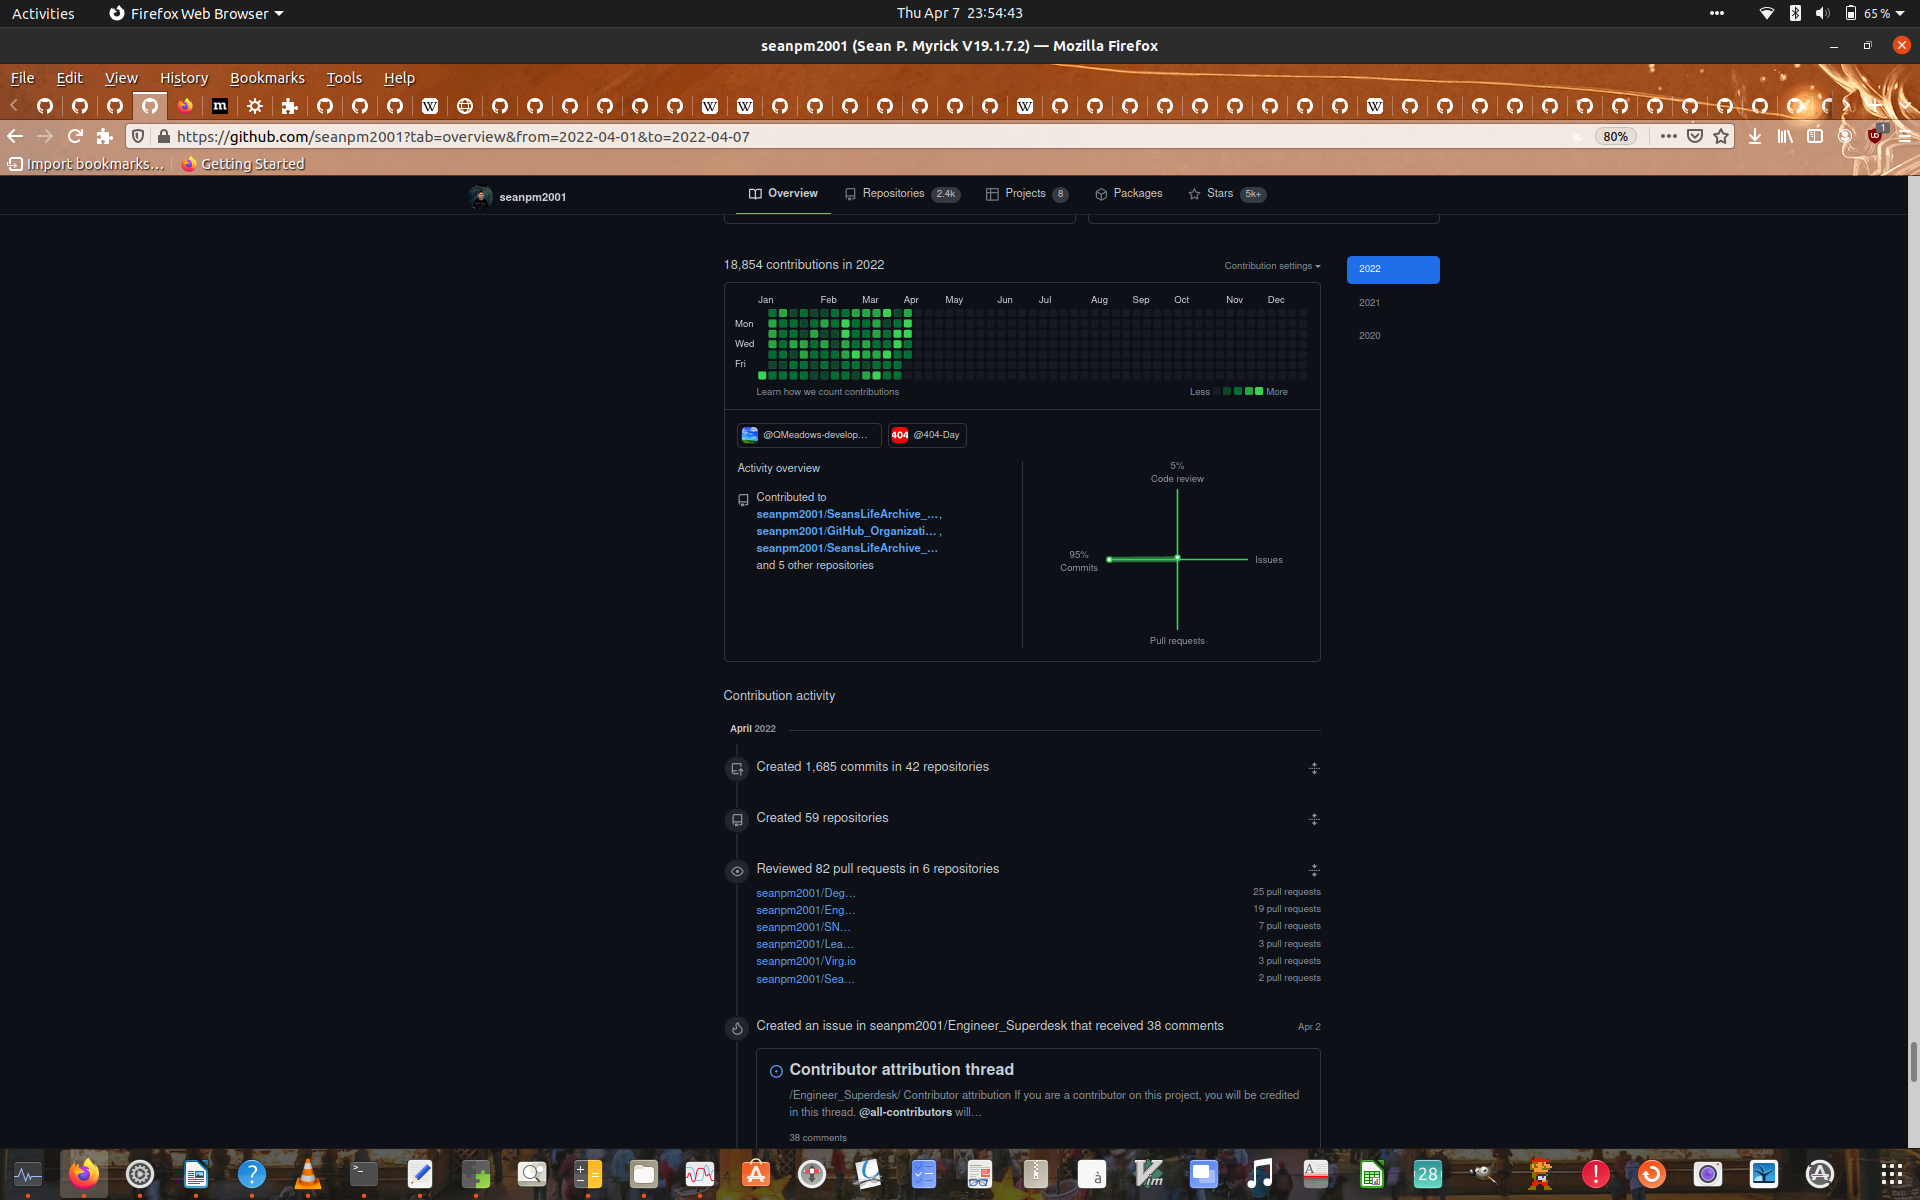 Activities
Firefox Web Browser
Thu Apr 7 23:54:43
65 %
seanpm2001 (Sean P. Myrick V19.1.7.2) — Mozilla Firefox
File Edit View History Bookmarks Tools Help
https://github.com/seanpm2001?tab=overview&from=2022-04-01&to=2022-04-07
80%
1
Import bookmarks…
Getting Started
seanpm2001
Overview
Repositories 2.4k
Projects 8
Packages
Stars 5k+
18,854 contributions in 2022
Contribution settings
2022
2021
2020
Jan Feb Mar Apr May Jun Jul Aug Sep Oct Nov Dec
Mon
Wed
Fri
Learn how we count contributions
Less More
@QMeadows-develop…
404 @404-Day
Activity overview
Contributed to
seanpm2001/SeansLifeArchive_… ,
seanpm2001/GitHub_Organizati… ,
seanpm2001/SeansLifeArchive_…
and 5 other repositories
5%
Code review
95%
Commits
Issues
Pull requests
Contribution activity
April 2022
Created 1,685 commits in 42 repositories
Created 59 repositories
Reviewed 82 pull requests in 6 repositories
seanpm2001/Deg… 25 pull requests
seanpm2001/Eng… 19 pull requests
seanpm2001/SN… 7 pull requests
seanpm2001/Lea… 3 pull requests
seanpm2001/Virg.io 3 pull requests
seanpm2001/Sea… 2 pull requests
Created an issue in seanpm2001/Engineer_Superdesk that received 38 comments
Apr 2
Contributor attribution thread
/Engineer_Superdesk/ Contributor attribution If you are a contributor on this project, you will be credited
in this thread. @all-contributors will…
38 comments
28